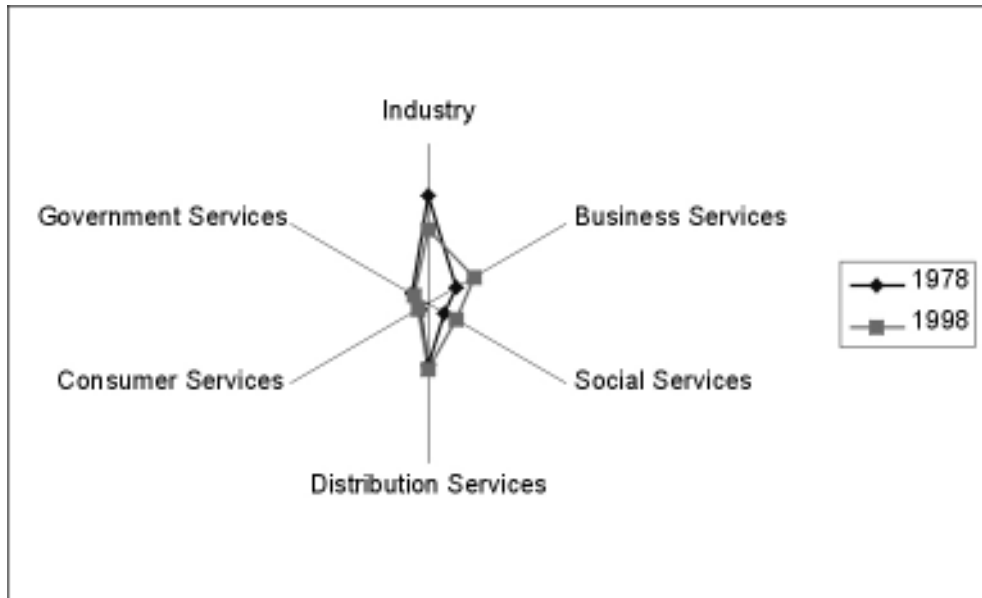 Industry
Government Services
Business Services
1978
1998
Consumer Services
Social Services
Distribution Services